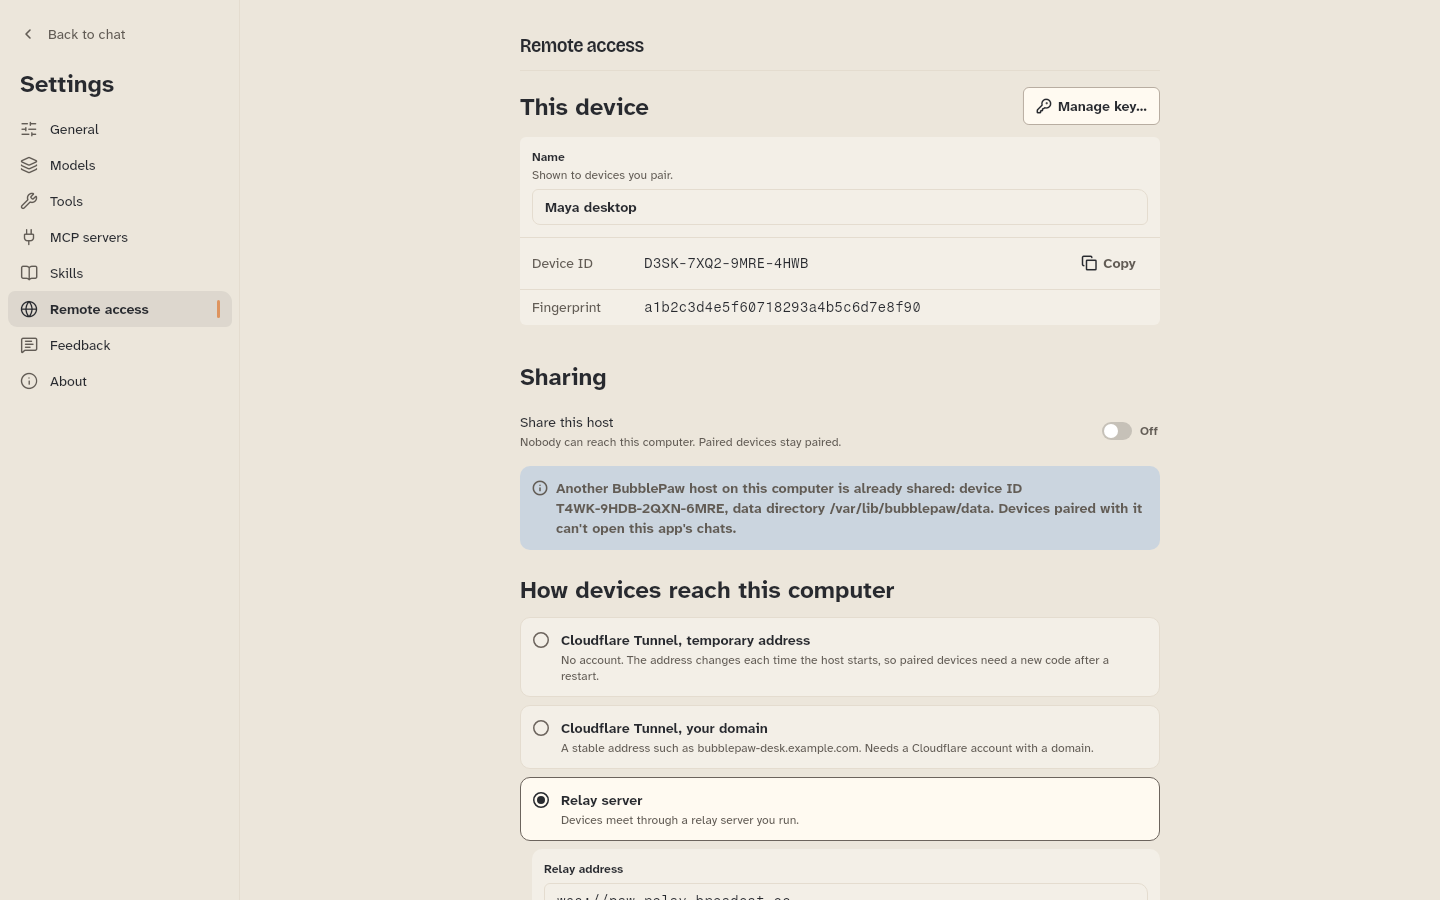 Back to chat
Settings
General
Models
Tools
MCP servers
Skills
Remote access
Feedback
About
Remote access
This device
Manage key...
Name
Shown to devices you pair.
Maya desktop
Device ID
D3SK-7XQ2-9MRE-4HWB
Copy
Fingerprint
a1b2c3d4e5f60718293a4b5c6d7e8f90
Sharing
Share this host
Nobody can reach this computer. Paired devices stay paired.
Off
Another BubblePaw host on this computer is already shared: device ID
T4WK-9HDB-2QXN-6MRE, data directory /var/lib/bubblepaw/data. Devices paired with it
can't open this app's chats.
How devices reach this computer
Cloudflare Tunnel, temporary address
No account. The address changes each time the host starts, so paired devices need a new code after a
restart.
Cloudflare Tunnel, your domain
A stable address such as bubblepaw-desk.example.com. Needs a Cloudflare account with a domain.
Relay server
Devices meet through a relay server you run.
Relay address